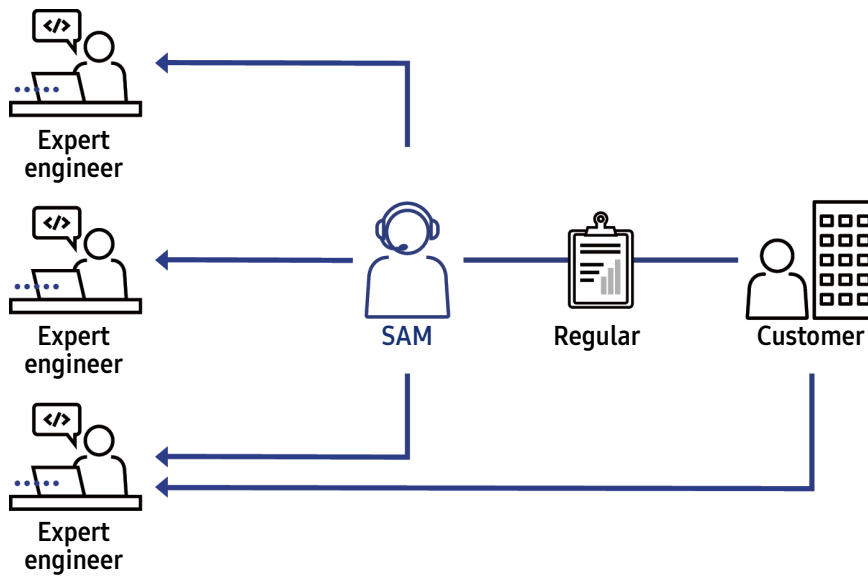 </>
Expert
engineer
</>
Expert
engineer
SAM
Regular
Customer
</>
Expert
engineer